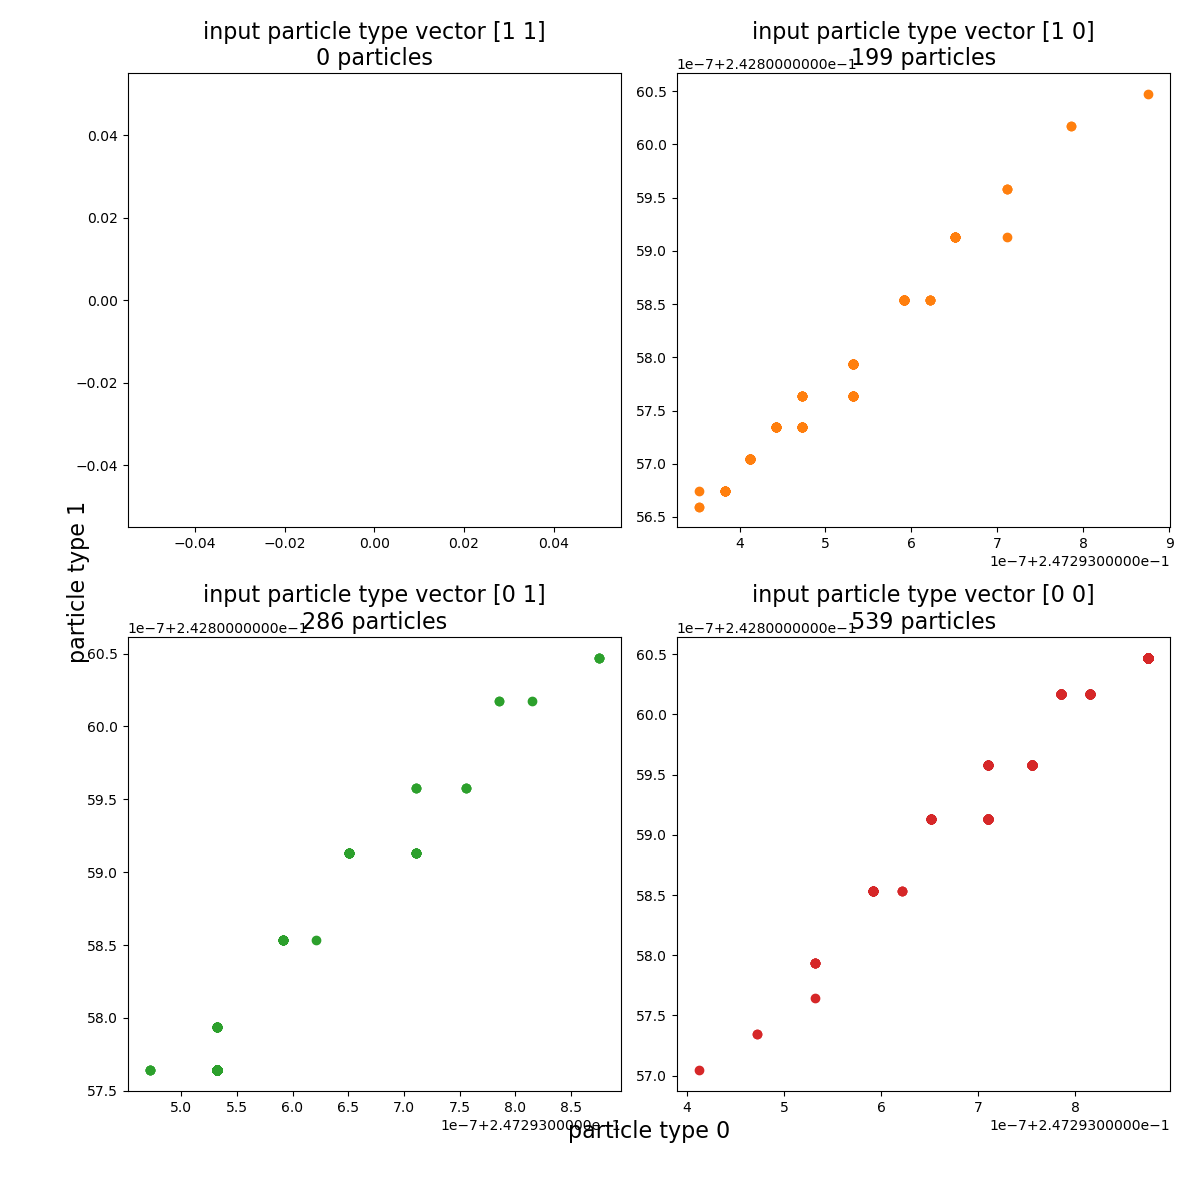 input particle type vector [1 1]
0 particles
0.04
0.02
0.00
−0.02
−0.04
−0.04 −0.02 0.00 0.02 0.04
input particle type vector [1 0]
199 particles
1e−7+2.4280000000e−1
60.5
60.0
59.5
59.0
58.5
58.0
57.5
57.0
56.5
4 5 6 7 8 9
1e−7+2.4729300000e−1
particle type 1
input particle type vector [0 1]
286 particles
1e−7+2.4280000000e−1
60.5
60.0
59.5
59.0
58.5
58.0
57.5
5.0 5.5 6.0 6.5 7.0 7.5 8.0 8.5
1e−7+2.4729300000e−1
input particle type vector [0 0]
539 particles
1e−7+2.4280000000e−1
60.5
60.0
59.5
59.0
58.5
58.0
57.5
57.0
4 5 6 7 8
1e−7+2.4729300000e−1
particle type 0